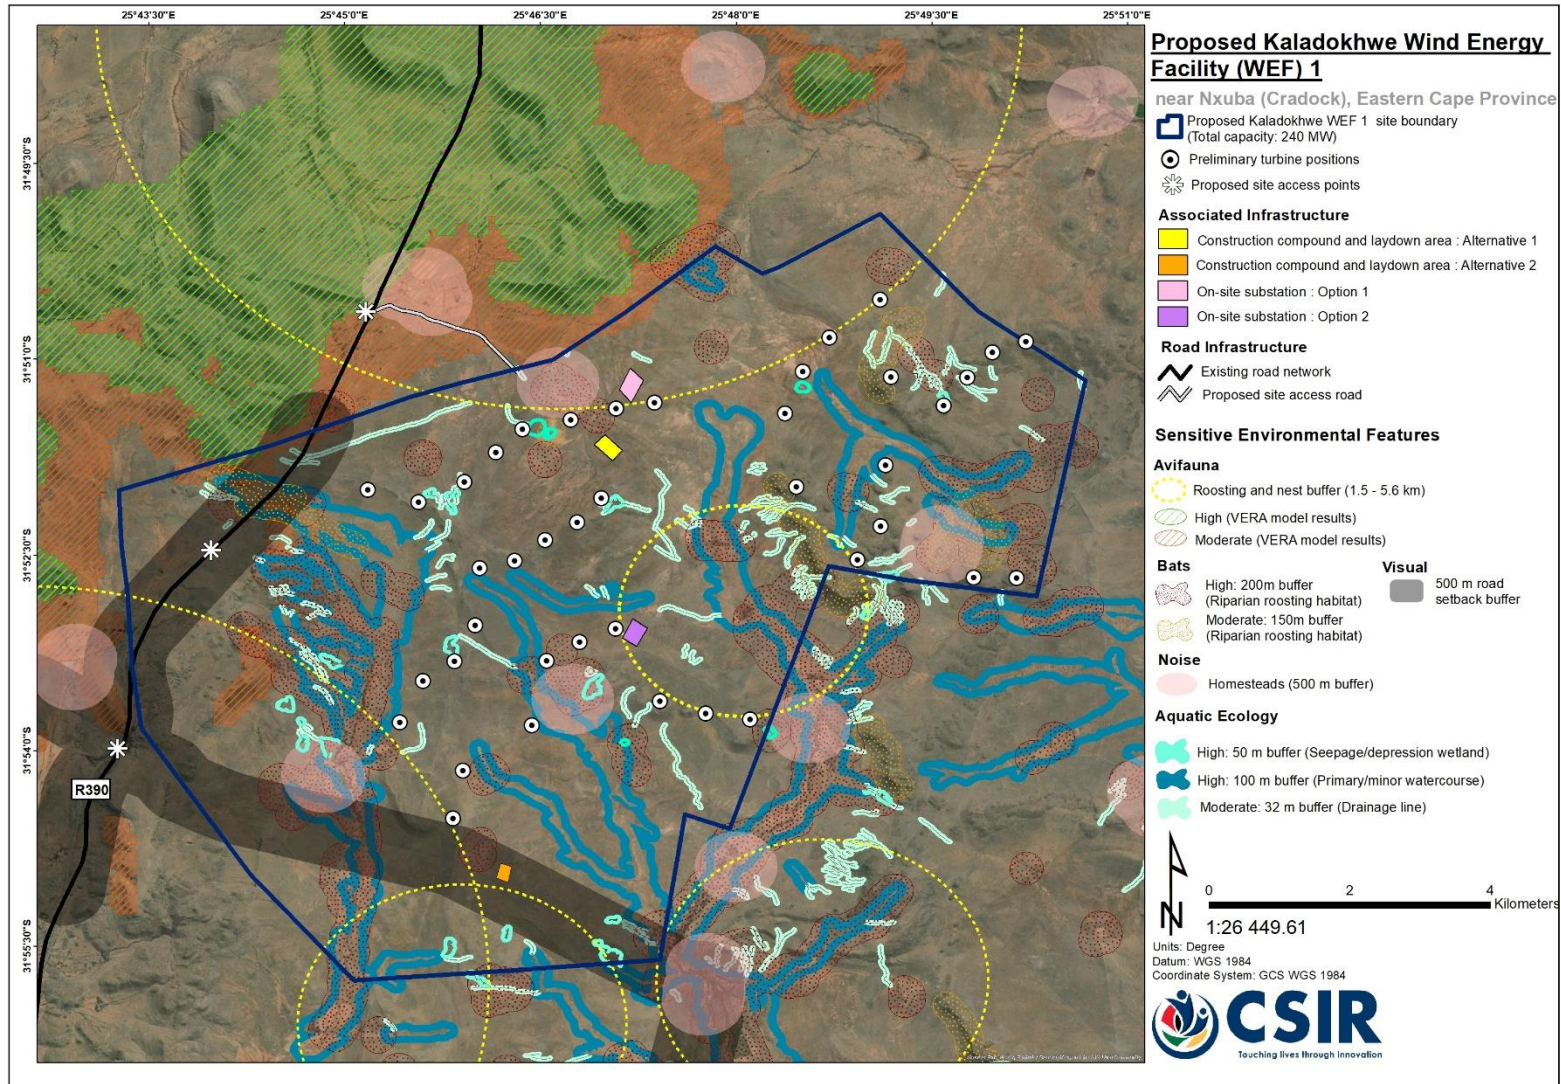 25°43'30"E
25°45'0"E
25°46'30"E
25°48'0"E
25°49'30"E
25°51'0"E
31°49'30"S
31°51'0"S
31°52'30"S
31°54'0"S
31°55'30"S
R390
Proposed Kaladokhwe Wind Energy
Facility (WEF) 1
near Nxuba (Cradock), Eastern Cape Province
Proposed Kaladokhwe WEF 1 site boundary
(Total capacity: 240 MW)
Preliminary turbine positions
Proposed site access points
Associated Infrastructure
Construction compound and laydown area : Alternative 1
Construction compound and laydown area : Alternative 2
On-site substation : Option 1
On-site substation : Option 2
Road Infrastructure
Existing road network
Proposed site access road
Sensitive Environmental Features
Avifauna
Roosting and nest buffer (1.5 - 5.6 km)
High (VERA model results)
Moderate (VERA model results)
Bats
High: 200m buffer
(Riparian roosting habitat)
Moderate: 150m buffer
(Riparian roosting habitat)
Visual
500 m road
setback buffer
Noise
Homesteads (500 m buffer)
Aquatic Ecology
High: 50 m buffer (Seepage/depression wetland)
High: 100 m buffer (Primary/minor watercourse)
Moderate: 32 m buffer (Drainage line)
N
0 2 4
Kilometers
1:26 449.61
Units: Degree
Datum: WGS 1984
Coordinate System: GCS WGS 1984
CSIR
Touching lives through innovation